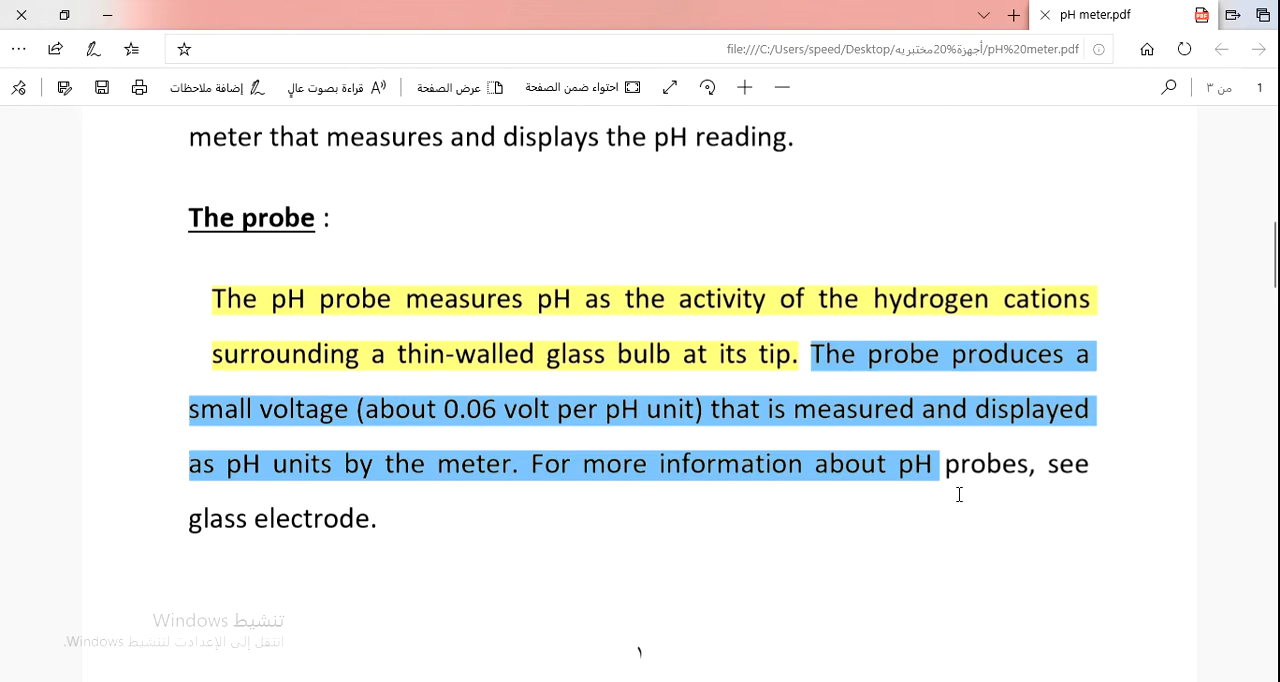 pH meter.pdf
file:///C:/Users/speed/Desktop/أجهزة%20مختبريه/pH%20meter.pdf
1 من ٣ احتواء ضمن الصفحة عرض الصفحة قراءة بصوت عالٍ إضافة ملاحظات
meter that measures and displays the pH reading.
The probe :
The pH probe measures pH as the activity of the hydrogen cations
surrounding a thin-walled glass bulb at its tip. The probe produces a
small voltage (about 0.06 volt per pH unit) that is measured and displayed
as pH units by the meter. For more information about pH probes, see
glass electrode.
تنشيط Windows
انتقل إلى الإعدادات لتنشيط Windows.
١